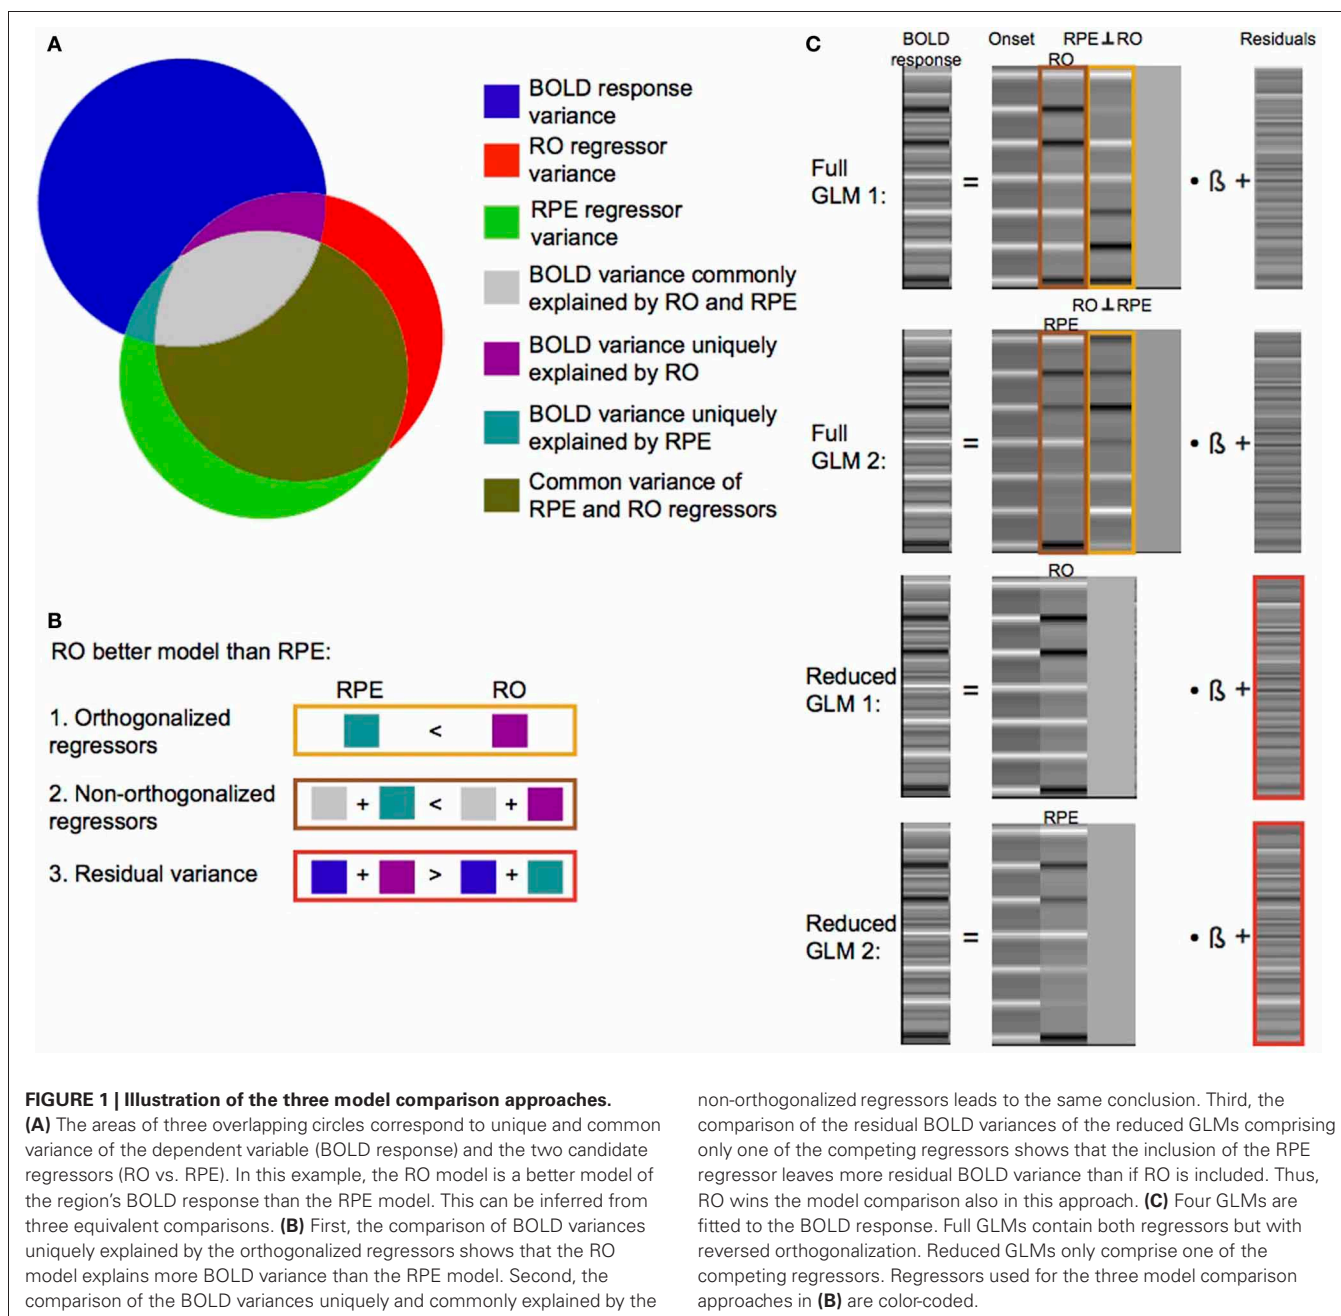 A
BOLD response
variance
RO regressor
variance
RPE regressor
variance
BOLD variance commonly
explained by RO and RPE
BOLD variance uniquely
explained by RO
BOLD variance uniquely
explained by RPE
Common variance of
RPE and RO regressors
B
RO better model than RPE:
RPE RO
1. Orthogonalized
regressors
<
2. Non-orthogonalized
regressors
+ < +
3. Residual variance
+ > +
C
BOLD
response
Onset
RPE⊥RO
RO
Residuals
Full
GLM 1:
= • ß +
RO⊥RPE
RPE
Full
GLM 2:
= • ß +
RO
Reduced
GLM 1:
= • ß +
RPE
Reduced
GLM 2:
= • ß +
FIGURE 1 | Illustration of the three model comparison approaches.
(A) The areas of three overlapping circles correspond to unique and common
variance of the dependent variable (BOLD response) and the two candidate
regressors (RO vs. RPE). In this example, the RO model is a better model of
the region's BOLD response than the RPE model. This can be inferred from
three equivalent comparisons. (B) First, the comparison of BOLD variances
uniquely explained by the orthogonalized regressors shows that the RO
model explains more BOLD variance than the RPE model. Second, the
comparison of the BOLD variances uniquely and commonly explained by the
non-orthogonalized regressors leads to the same conclusion. Third, the
comparison of the residual BOLD variances of the reduced GLMs comprising
only one of the competing regressors shows that the inclusion of the RPE
regressor leaves more residual BOLD variance than if RO is included. Thus,
RO wins the model comparison also in this approach. (C) Four GLMs are
fitted to the BOLD response. Full GLMs contain both regressors but with
reversed orthogonalization. Reduced GLMs only comprise one of the
competing regressors. Regressors used for the three model comparison
approaches in (B) are color-coded.